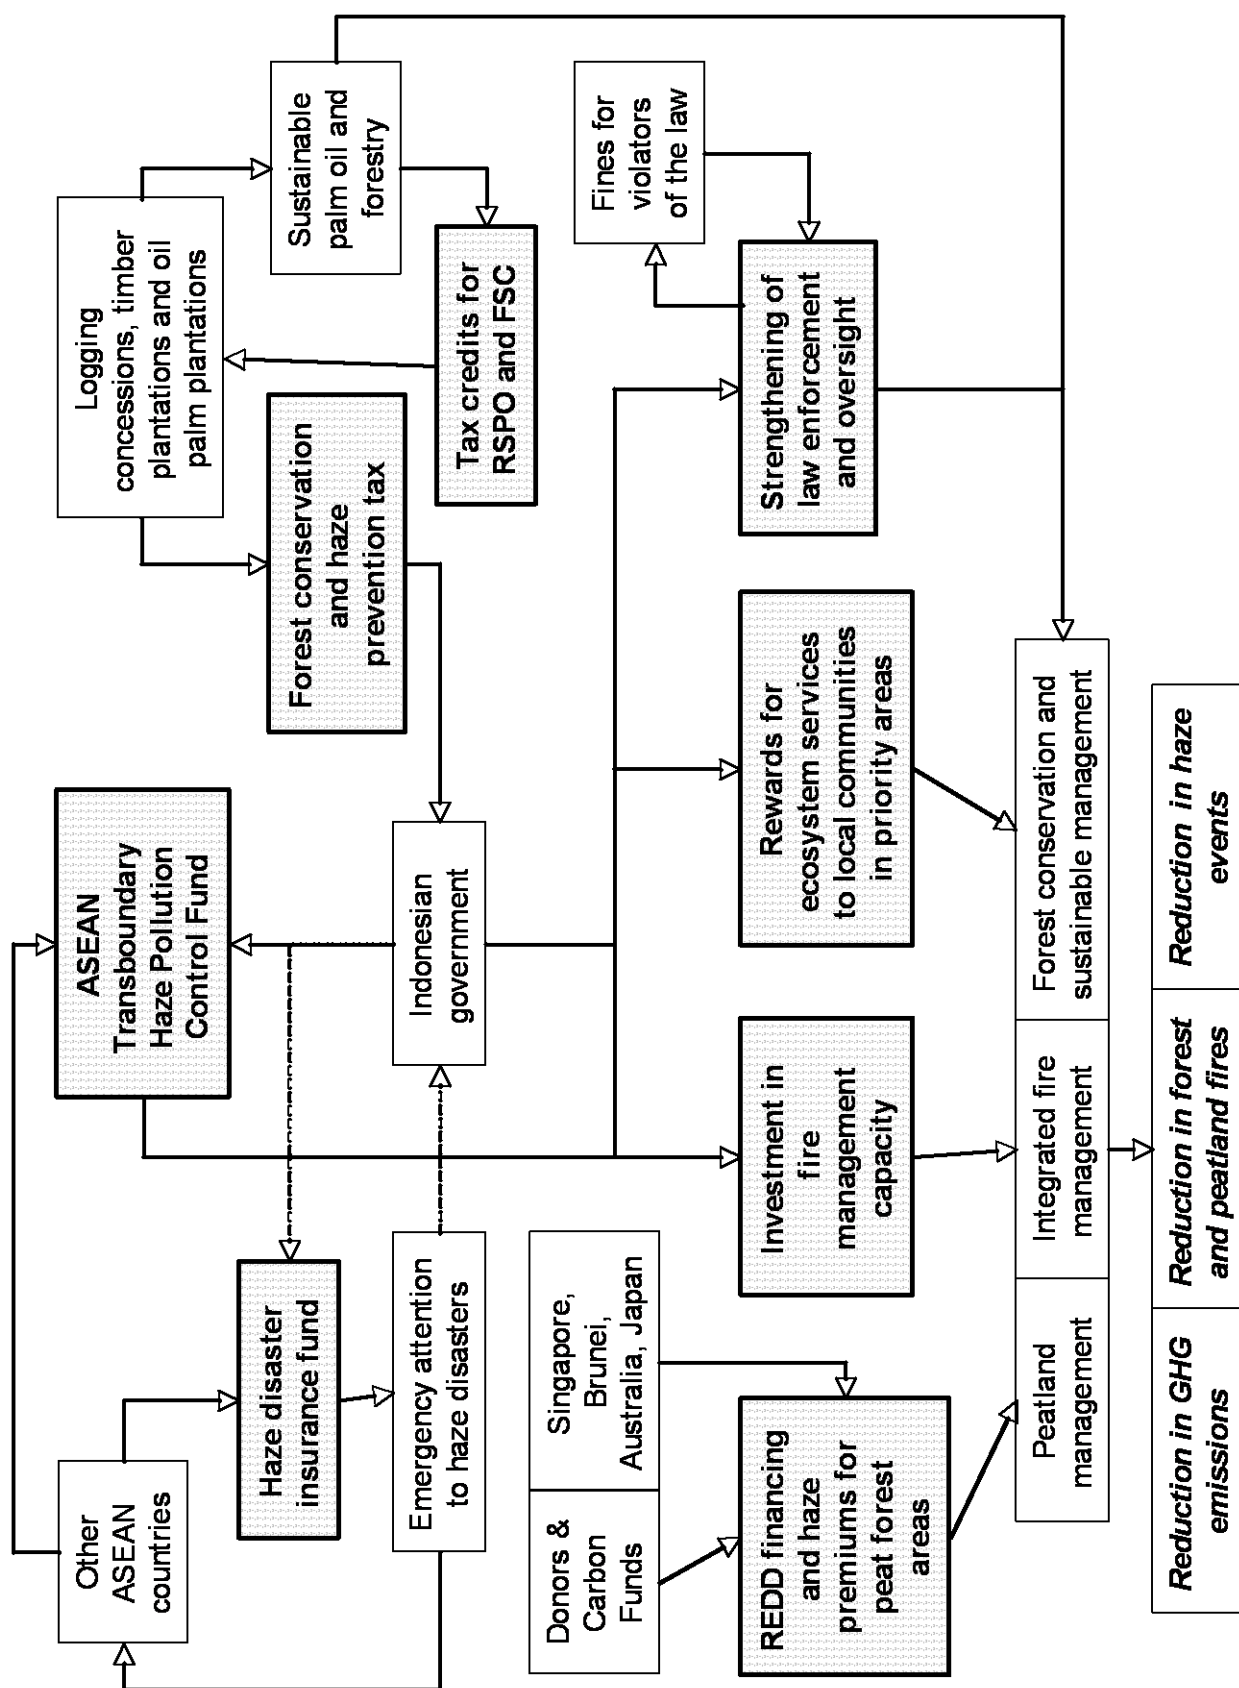 Other
ASEAN
countries
ASEAN
Transboundary
Haze Pollution
Control Fund
Logging
concessions, timber
plantations and oil
palm plantations
Haze disaster
insurance fund
Forest conservation
and haze
prevention tax
Sustainable
palm oil and
forestry
Emergency attention
to haze disasters
Indonesian
government
Tax credits for
RSPO and FSC
Donors &
Carbon
Funds
Singapore,
Brunei,
Australia, Japan
Fines for
violators
of the law
REDD financing
and haze
premiums for
peat forest
areas
Investment in
fire
management
capacity
Rewards for
ecosystem services
to local communities
in priority areas
Strengthening of
law enforcement
and oversight
Peatland
management
Integrated fire
management
Forest conservation and
sustainable management
Reduction in GHG
emissions
Reduction in forest
and peatland fires
Reduction in haze
events